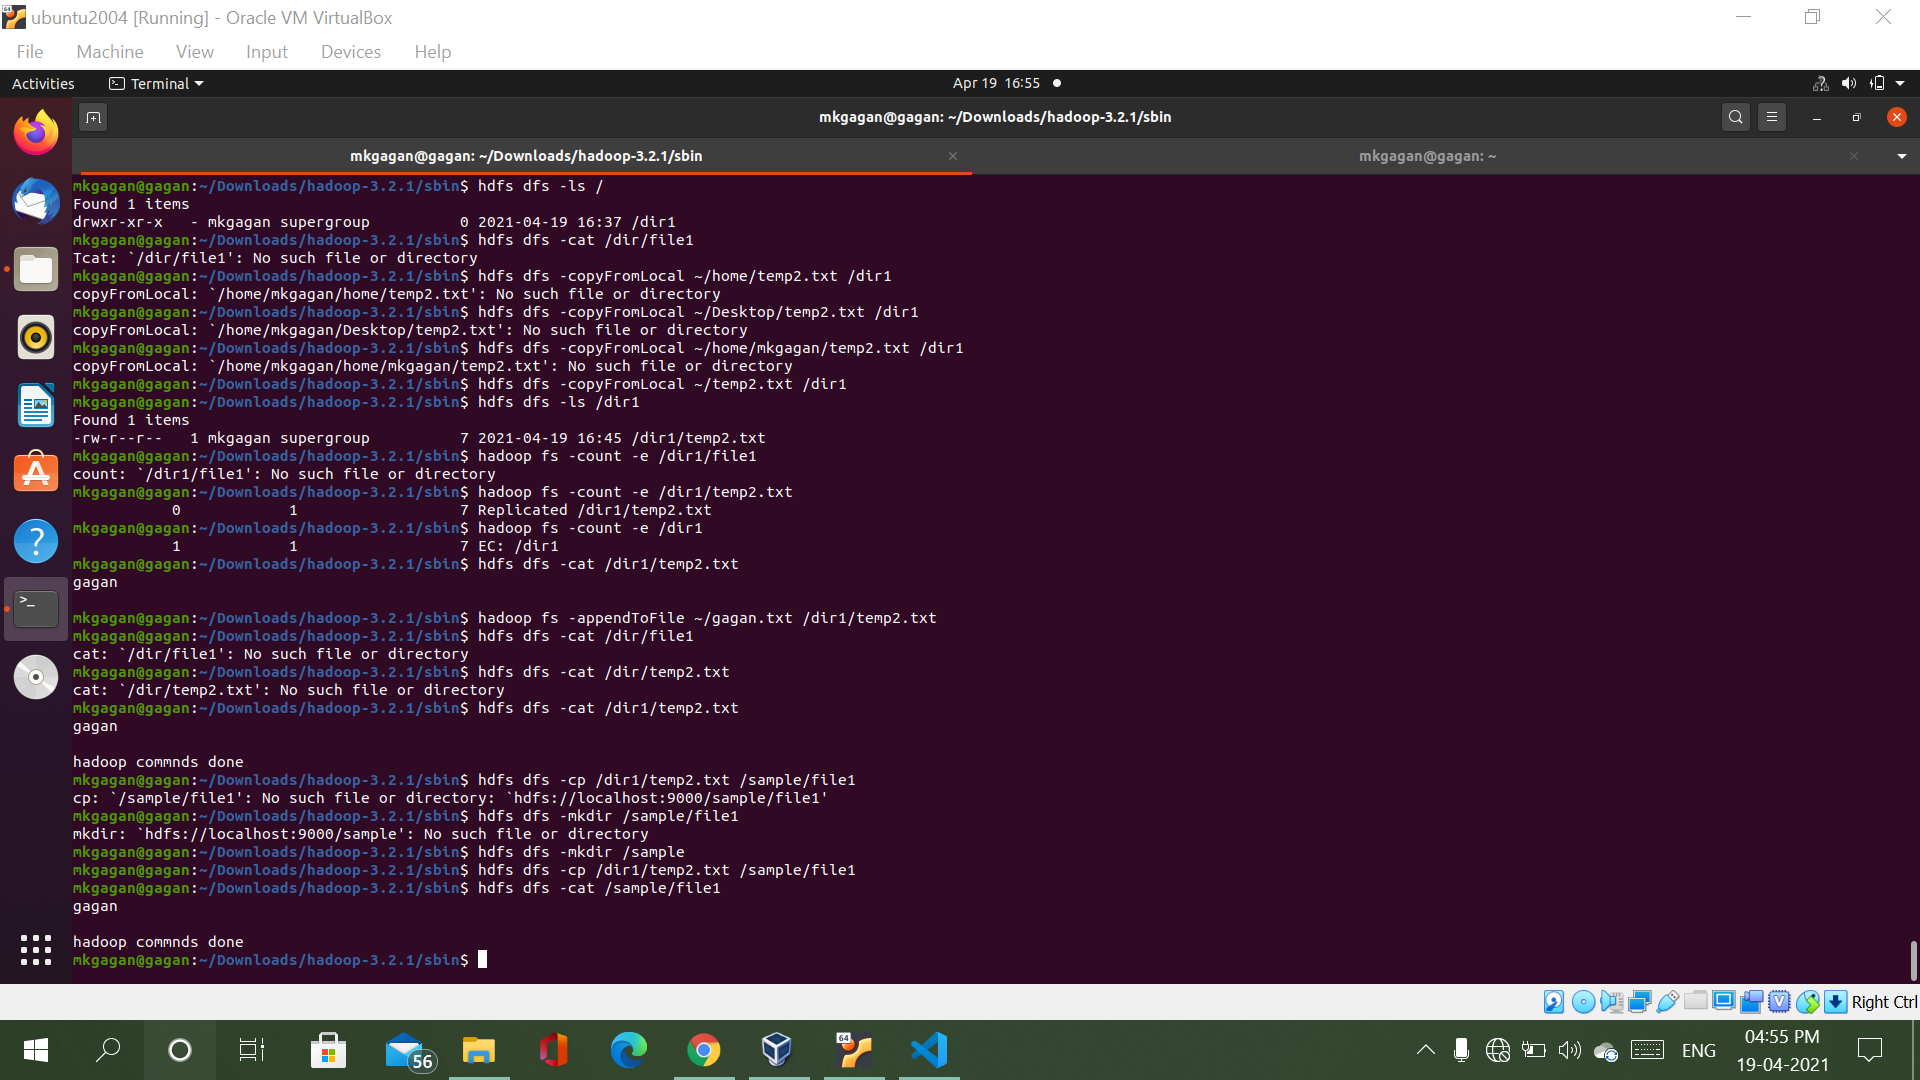 ubuntu2004 [Running] - Oracle VM VirtualBox
File Machine View Input Devices Help
Activities Terminal Apr 19 16:55
mkgagan@gagan: ~/Downloads/hadoop-3.2.1/sbin
mkgagan@gagan: ~/Downloads/hadoop-3.2.1/sbin mkgagan@gagan: ~
mkgagan@gagan:~/Downloads/hadoop-3.2.1/sbin$ hdfs dfs -ls /
Found 1 items
drwxr-xr-x   - mkgagan supergroup          0 2021-04-19 16:37 /dir1
mkgagan@gagan:~/Downloads/hadoop-3.2.1/sbin$ hdfs dfs -cat /dir/file1
Tcat: `/dir/file1': No such file or directory
mkgagan@gagan:~/Downloads/hadoop-3.2.1/sbin$ hdfs dfs -copyFromLocal ~/home/temp2.txt /dir1
copyFromLocal: `/home/mkgagan/home/temp2.txt': No such file or directory
mkgagan@gagan:~/Downloads/hadoop-3.2.1/sbin$ hdfs dfs -copyFromLocal ~/Desktop/temp2.txt /dir1
copyFromLocal: `/home/mkgagan/Desktop/temp2.txt': No such file or directory
mkgagan@gagan:~/Downloads/hadoop-3.2.1/sbin$ hdfs dfs -copyFromLocal ~/home/mkgagan/temp2.txt /dir1
copyFromLocal: `/home/mkgagan/home/mkgagan/temp2.txt': No such file or directory
mkgagan@gagan:~/Downloads/hadoop-3.2.1/sbin$ hdfs dfs -copyFromLocal ~/temp2.txt /dir1
mkgagan@gagan:~/Downloads/hadoop-3.2.1/sbin$ hdfs dfs -ls /dir1
Found 1 items
-rw-r--r--   1 mkgagan supergroup          7 2021-04-19 16:45 /dir1/temp2.txt
mkgagan@gagan:~/Downloads/hadoop-3.2.1/sbin$ hadoop fs -count -e /dir1/file1
count: `/dir1/file1': No such file or directory
mkgagan@gagan:~/Downloads/hadoop-3.2.1/sbin$ hadoop fs -count -e /dir1/temp2.txt
           0            1                  7 Replicated /dir1/temp2.txt
mkgagan@gagan:~/Downloads/hadoop-3.2.1/sbin$ hadoop fs -count -e /dir1
           1            1                  7 EC: /dir1
mkgagan@gagan:~/Downloads/hadoop-3.2.1/sbin$ hdfs dfs -cat /dir1/temp2.txt
gagan
mkgagan@gagan:~/Downloads/hadoop-3.2.1/sbin$ hadoop fs -appendToFile ~/gagan.txt /dir1/temp2.txt
mkgagan@gagan:~/Downloads/hadoop-3.2.1/sbin$ hdfs dfs -cat /dir/file1
cat: `/dir/file1': No such file or directory
mkgagan@gagan:~/Downloads/hadoop-3.2.1/sbin$ hdfs dfs -cat /dir/temp2.txt
cat: `/dir/temp2.txt': No such file or directory
mkgagan@gagan:~/Downloads/hadoop-3.2.1/sbin$ hdfs dfs -cat /dir1/temp2.txt
gagan
hadoop commnds done
mkgagan@gagan:~/Downloads/hadoop-3.2.1/sbin$ hdfs dfs -cp /dir1/temp2.txt /sample/file1
cp: `/sample/file1': No such file or directory: `hdfs://localhost:9000/sample/file1'
mkgagan@gagan:~/Downloads/hadoop-3.2.1/sbin$ hdfs dfs -mkdir /sample/file1
mkdir: `hdfs://localhost:9000/sample': No such file or directory
mkgagan@gagan:~/Downloads/hadoop-3.2.1/sbin$ hdfs dfs -mkdir /sample
mkgagan@gagan:~/Downloads/hadoop-3.2.1/sbin$ hdfs dfs -cp /dir1/temp2.txt /sample/file1
mkgagan@gagan:~/Downloads/hadoop-3.2.1/sbin$ hdfs dfs -cat /sample/file1
gagan
hadoop commnds done
mkgagan@gagan:~/Downloads/hadoop-3.2.1/sbin$
Right Ctrl
56
64
ENG
04:55 PM
19-04-2021